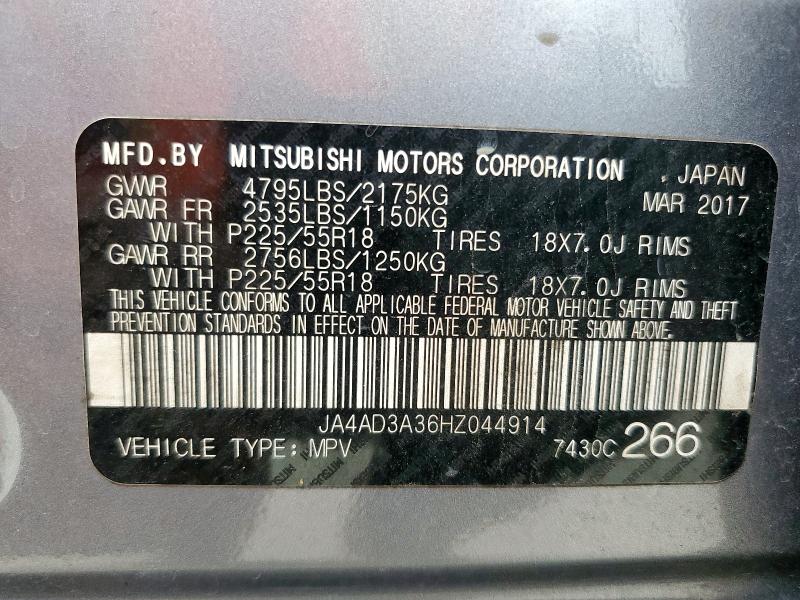 MFD.BY MITSUBISHI MOTORS CORPORATION JAPAN
GWWR 4795LBS/2175KG MAR 2017
GAWR FR 2535LBS/1150KG
WITH P225/55R18 TIRES 18X7.0J RIMS
GAWR RR 2756LBS/1250KG
WITH P225/55R18 TIRES 18X7.0J RIMS
THIS VEHICLE CONFORMS TO ALL APPLICABLE FEDERAL MOTOR VEHICLE SAFETY AND THEFT
PREVENTION STANDARDS IN EFFECT ON THE DATE OF MANUFACTURE SHOWN ABOVE.
JA4AD3A36HZ044914
VEHICLE TYPE: MPV 7430C 266